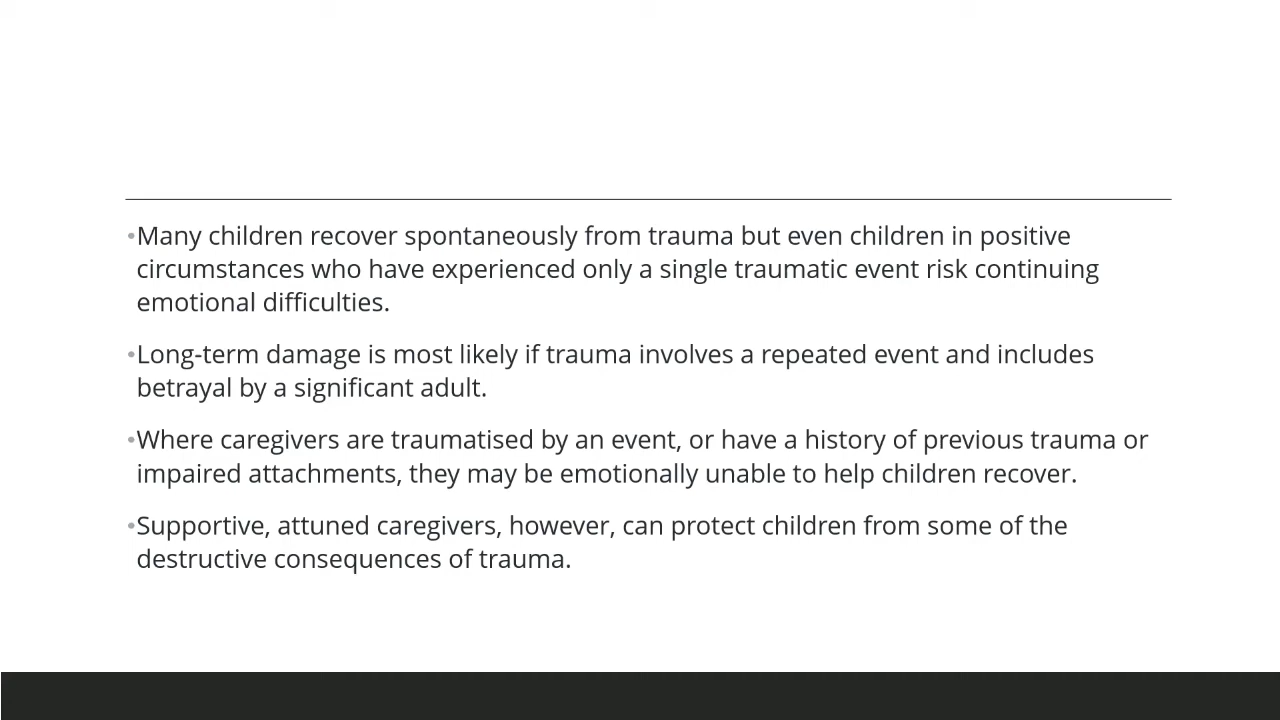 •Many children recover spontaneously from trauma but even children in positive
circumstances who have experienced only a single traumatic event risk continuing
emotional difficulties.
•Long-term damage is most likely if trauma involves a repeated event and includes
betrayal by a significant adult.
•Where caregivers are traumatised by an event, or have a history of previous trauma or
impaired attachments, they may be emotionally unable to help children recover.
•Supportive, attuned caregivers, however, can protect children from some of the
destructive consequences of trauma.